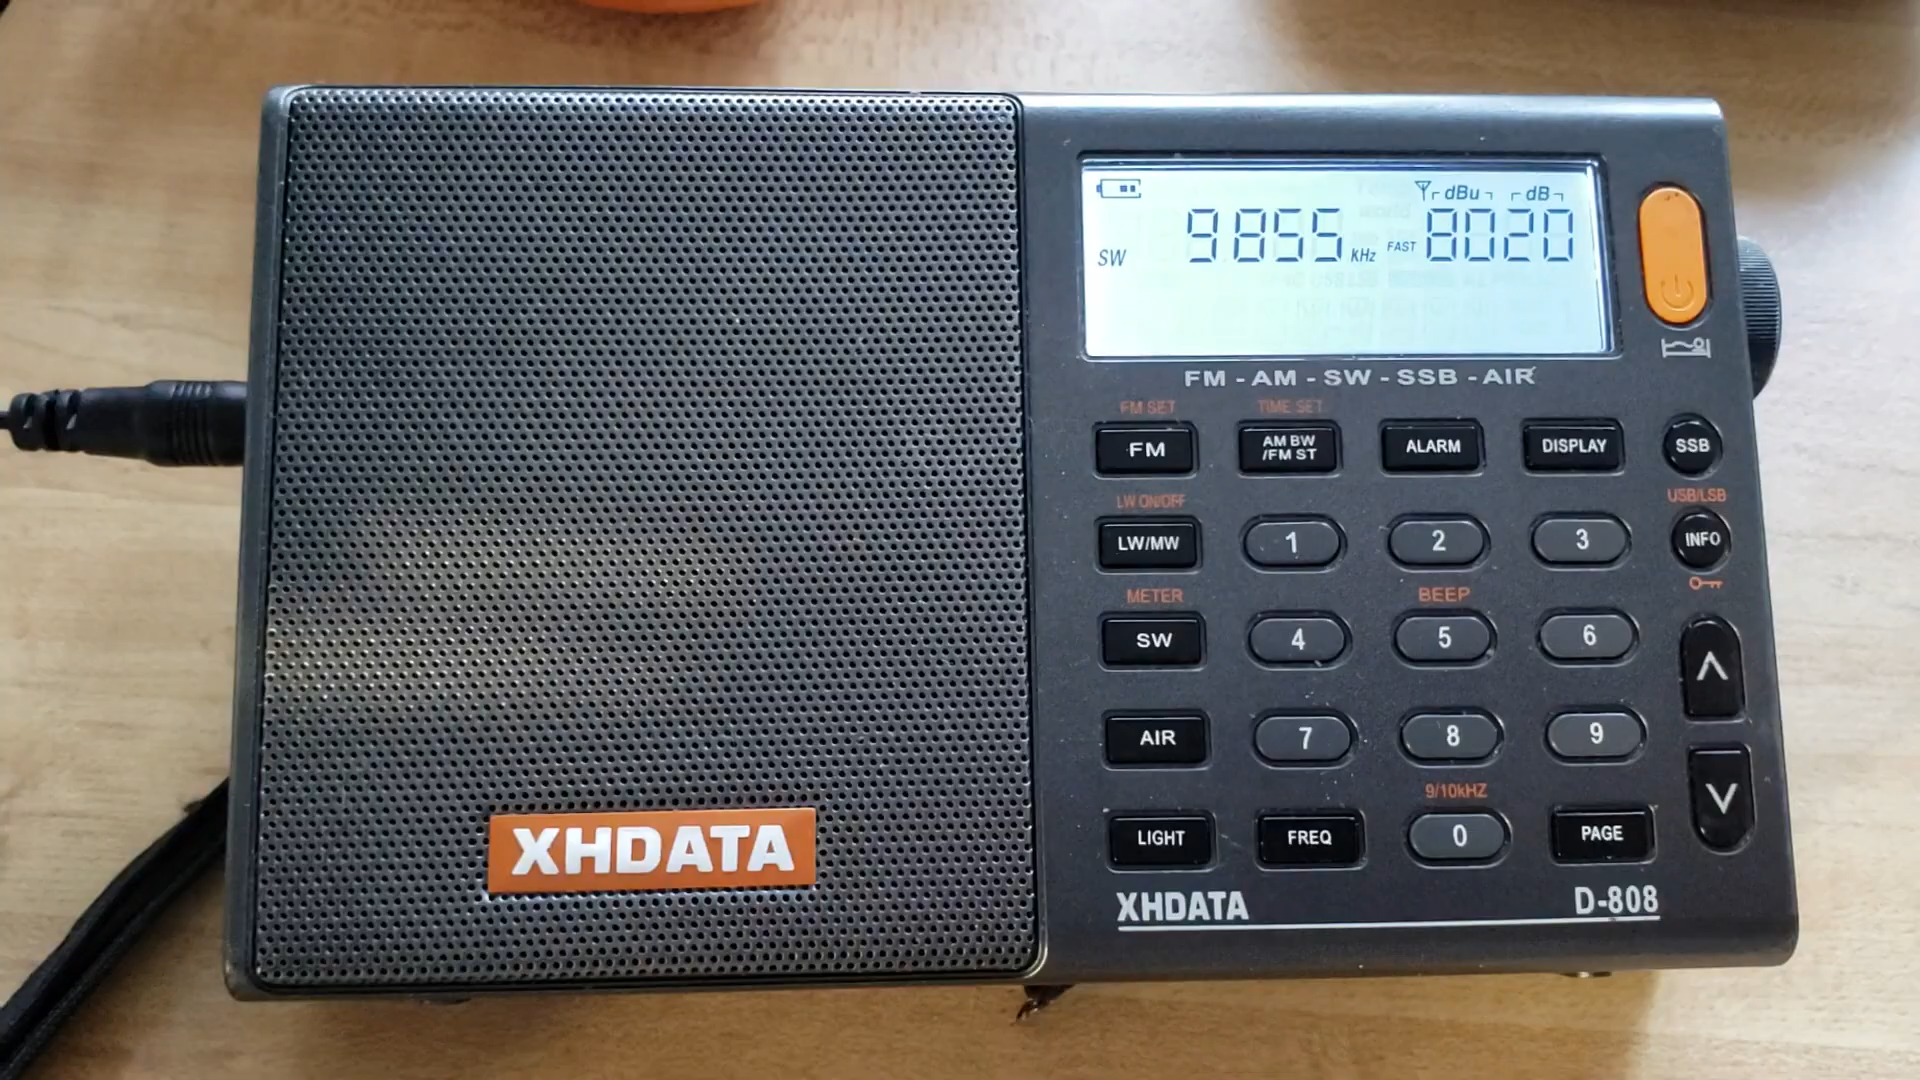 dBu dB
SW 9855 kHz FAST 8020
FM - AM - SW - SSB - AIR
FM SET TIME SET
FM AM BW /FM ST ALARM DISPLAY SSB
LW ON/OFF USB/LSB
LW/MW 1 2 3 INFO
METER BEEP
SW 4 5 6
AIR 7 8 9
9/10kHZ
LIGHT FREQ 0 PAGE
XHDATA
XHDATA D-808